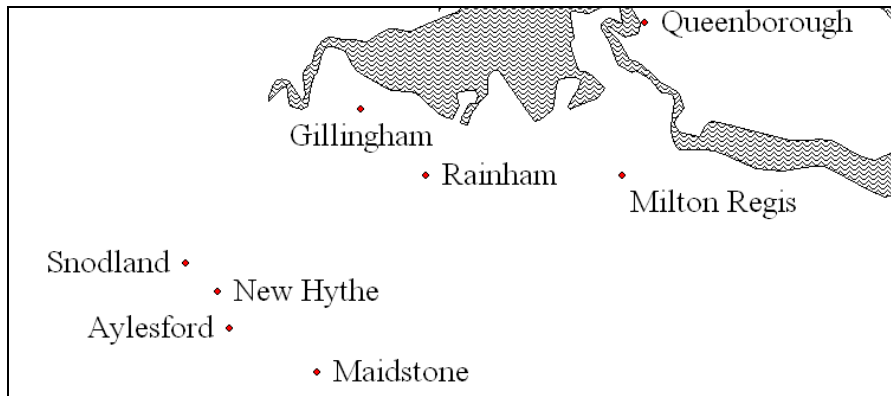 Queenborough
Gillingham
Rainham
Milton Regis
Snodland
New Hythe
Aylesford
Maidstone